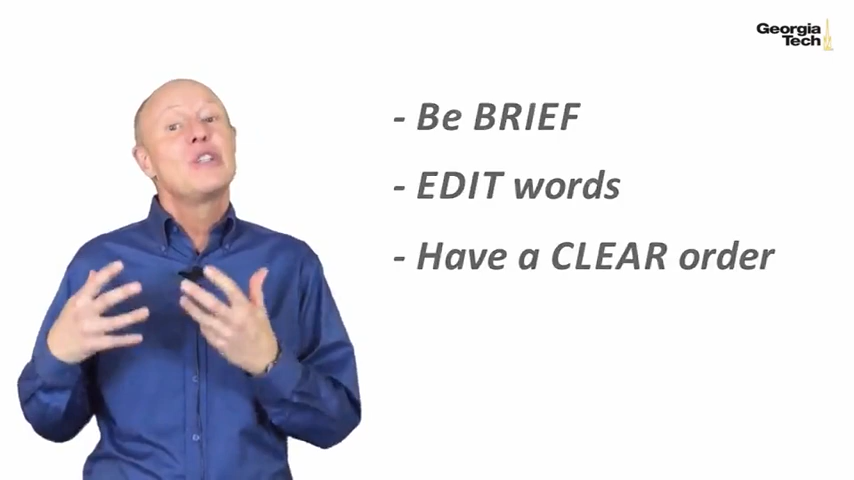 Georgia
Tech
- Be BRIEF
- EDIT words
- Have a CLEAR order